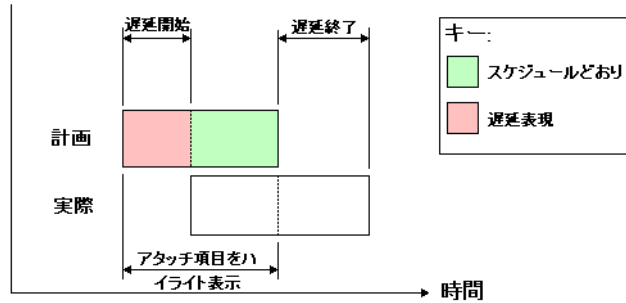 遅延開始
遅延終了
キー:
スケジュールどおり
遅延表現
計画
実際
アタッチ項目をハ
イライト表示
時間